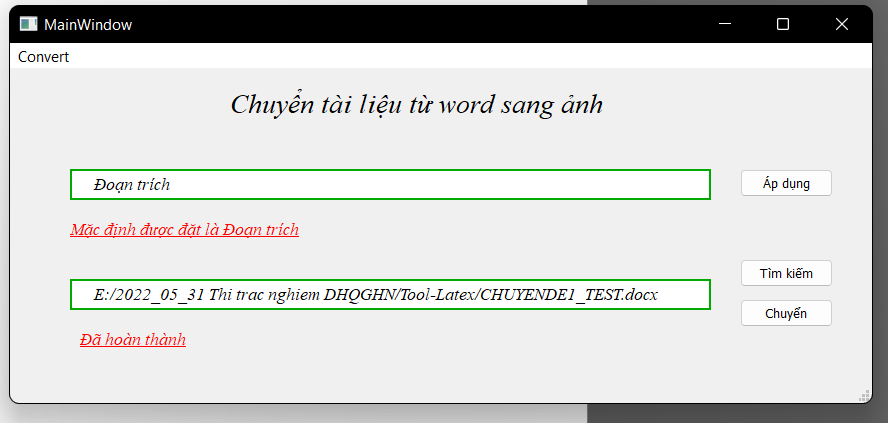 MainWindow
Convert
Chuyển tài liệu từ word sang ảnh
Đoạn trích
Áp dụng
Mặc định được đặt là Đoạn trích
Tìm kiếm
E:/2022_05_31 Thi trac nghiem DHQGHN/Tool-Latex/CHUYENDE1_TEST.docx
Chuyển
Đã hoàn thành